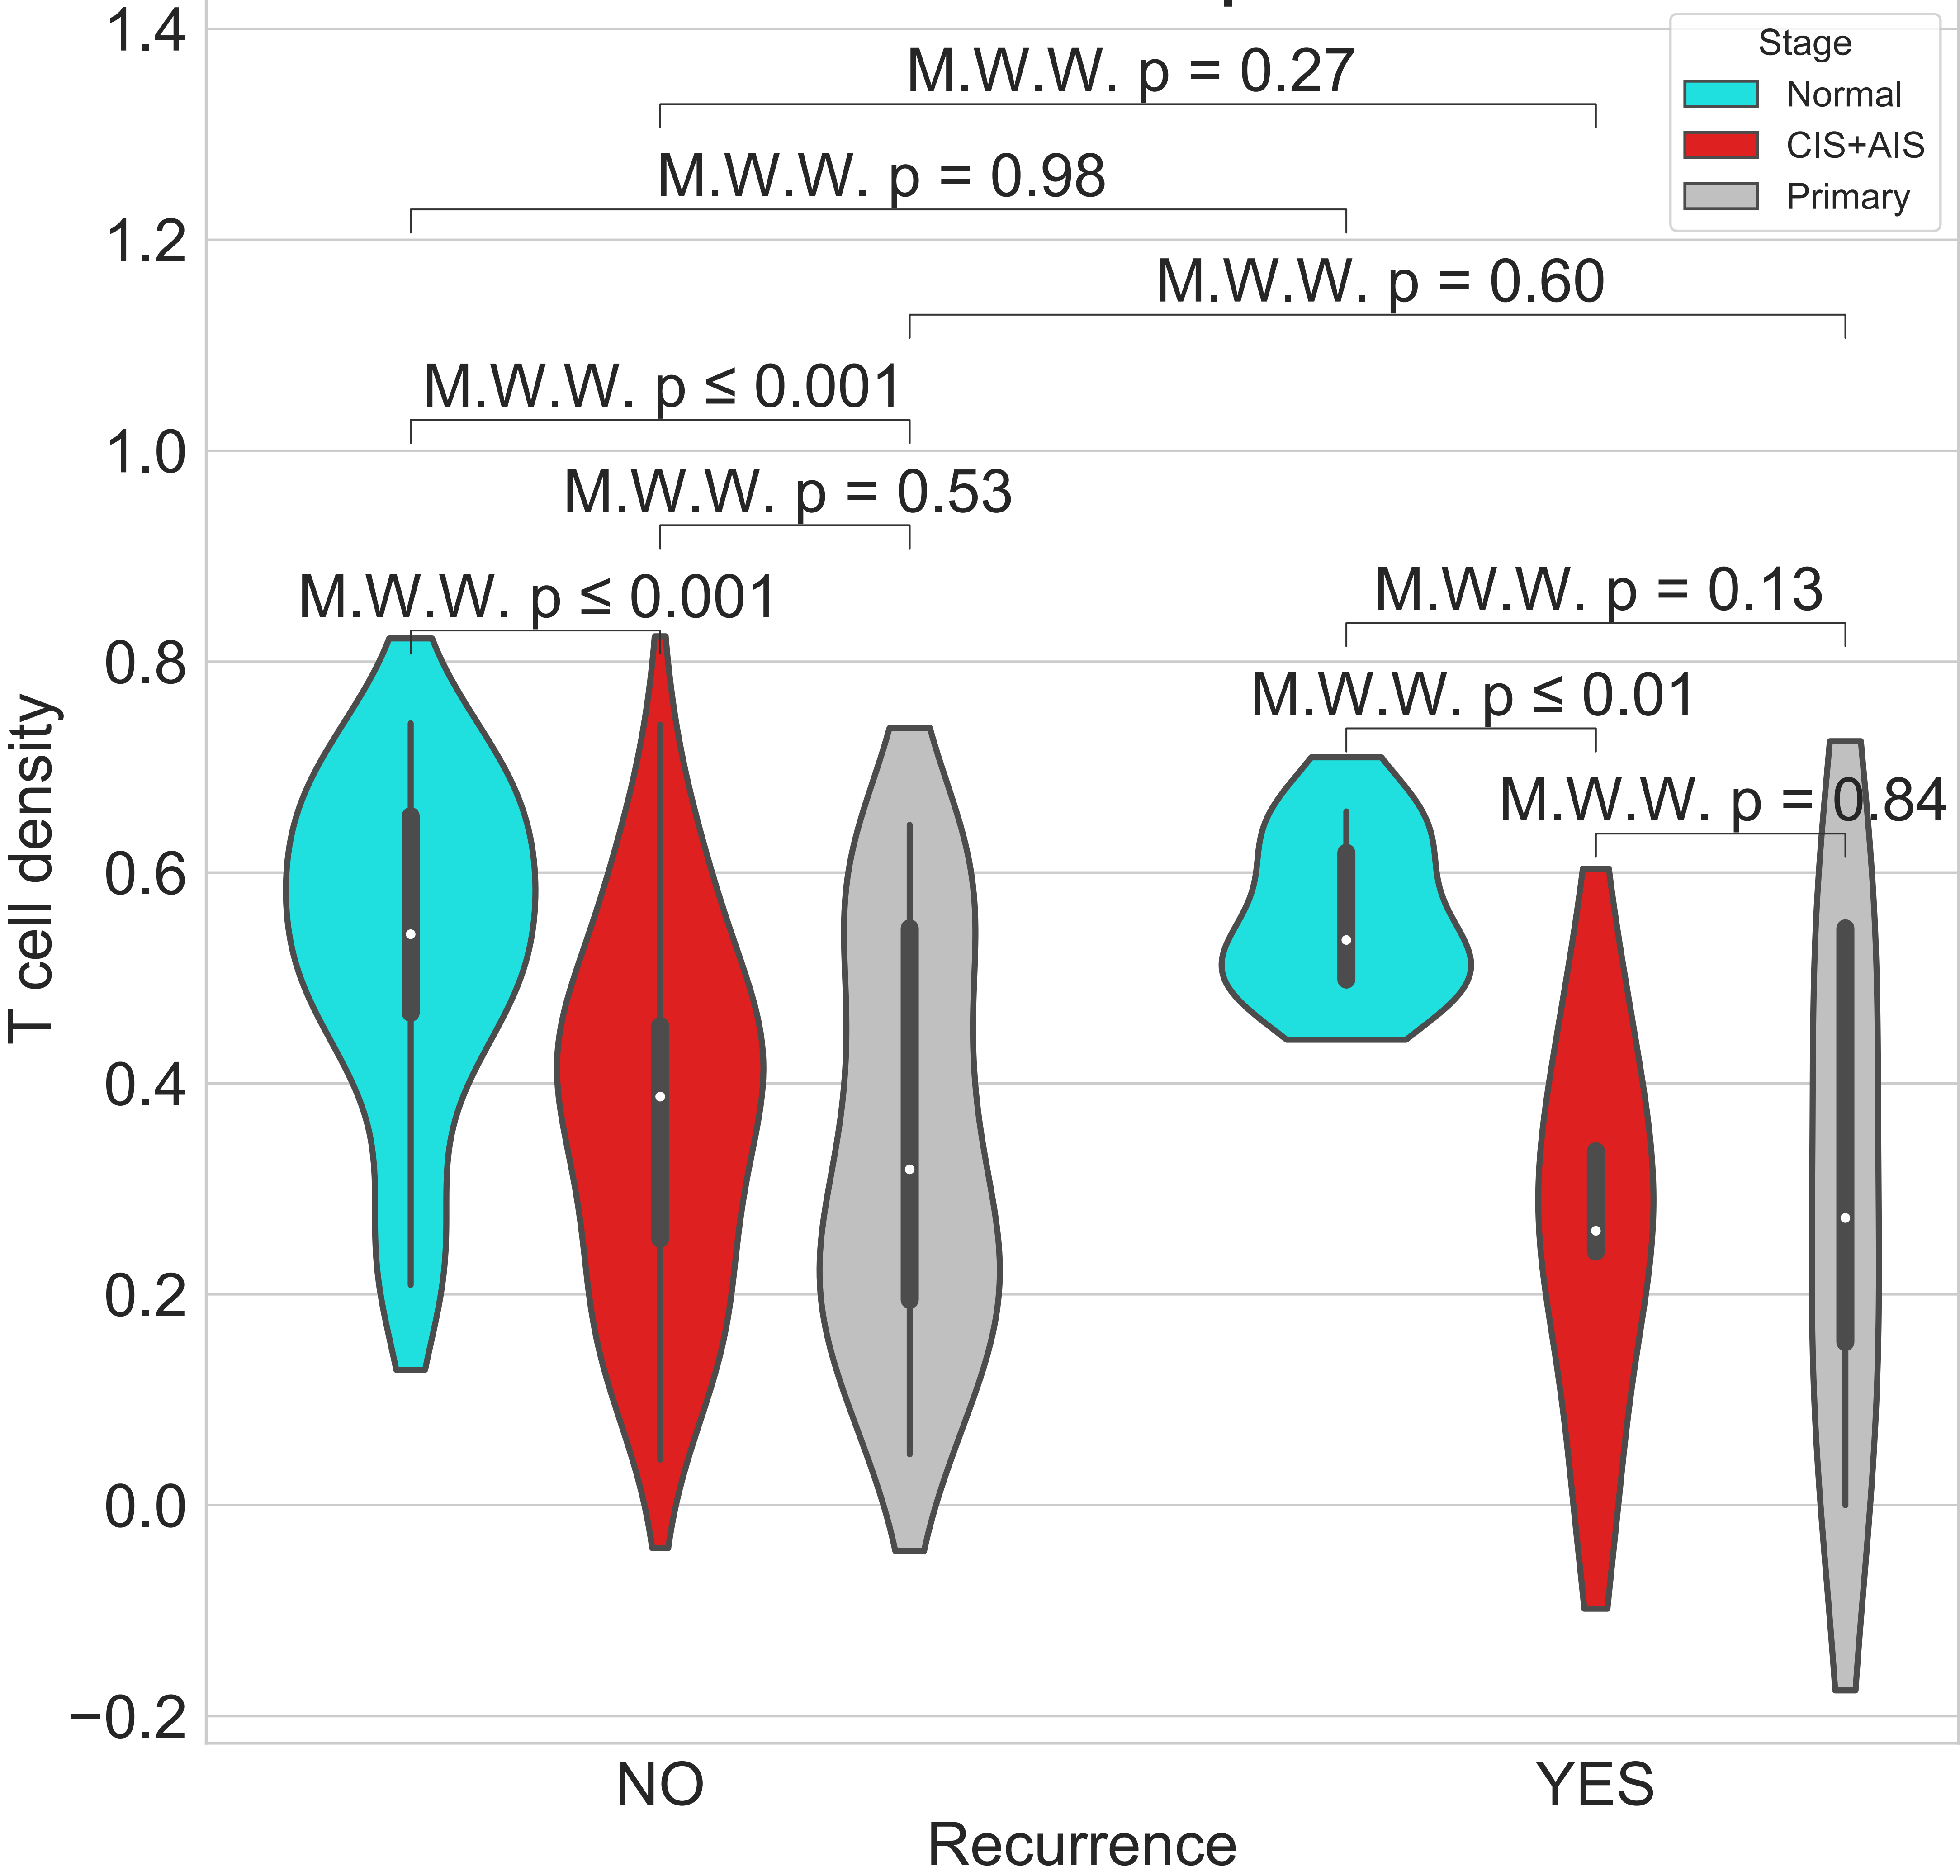 1.4
1.2
1.0
0.8
0.6
0.4
0.2
0.0
−0.2
T cell density
M.W.W. p = 0.27
M.W.W. p = 0.98
M.W.W. p = 0.60
M.W.W. p ≤ 0.001
M.W.W. p = 0.53
M.W.W. p ≤ 0.001
M.W.W. p = 0.13
M.W.W. p ≤ 0.01
M.W.W. p = 0.84
Stage
Normal
CIS+AIS
Primary
NO
YES
Recurrence